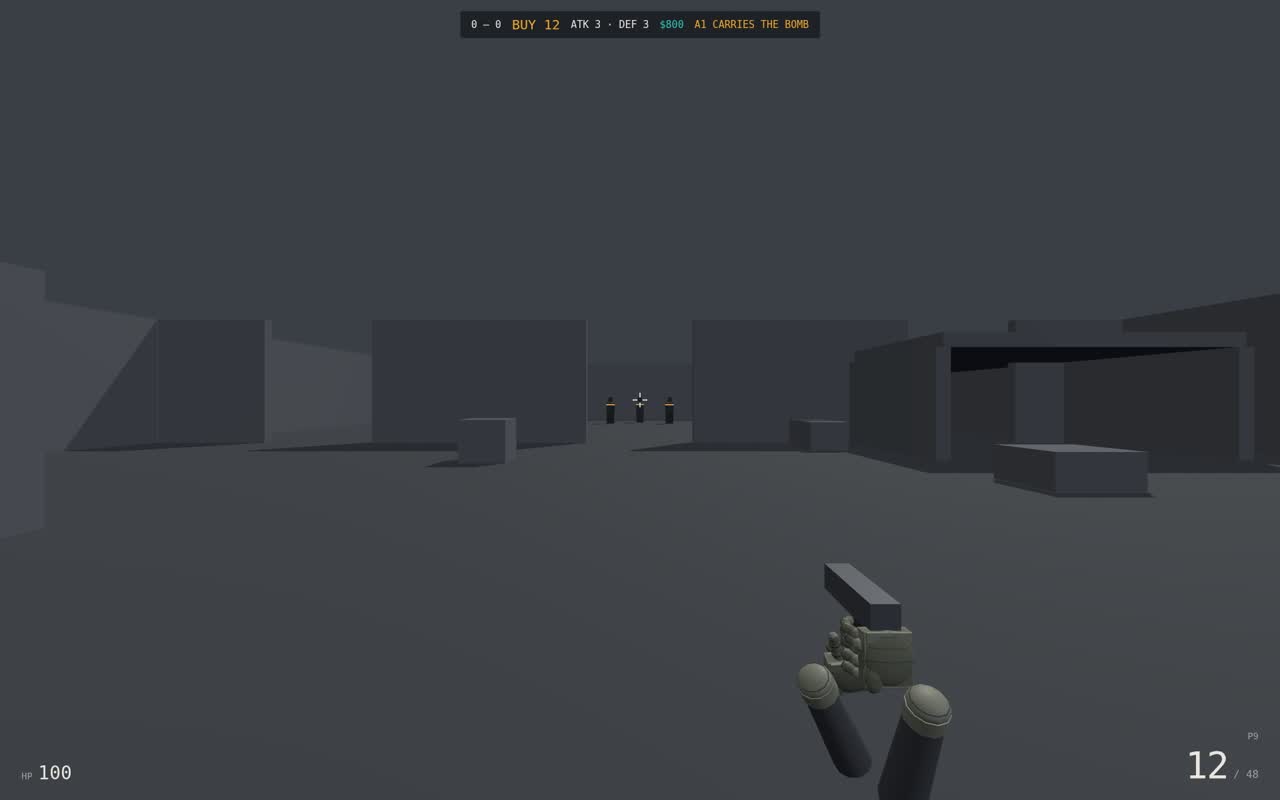 0 – 0 BUY 12 ATK 3 · DEF 3 $800 A1 CARRIES THE BOMB
P9
HP 100
12 / 48